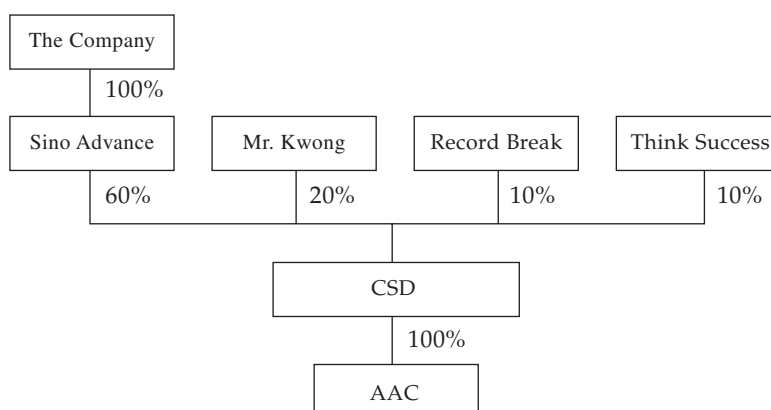 The Company
100%
Sino Advance
Mr. Kwong
Record Break
Think Success
60%
20%
10%
10%
CSD
100%
AAC